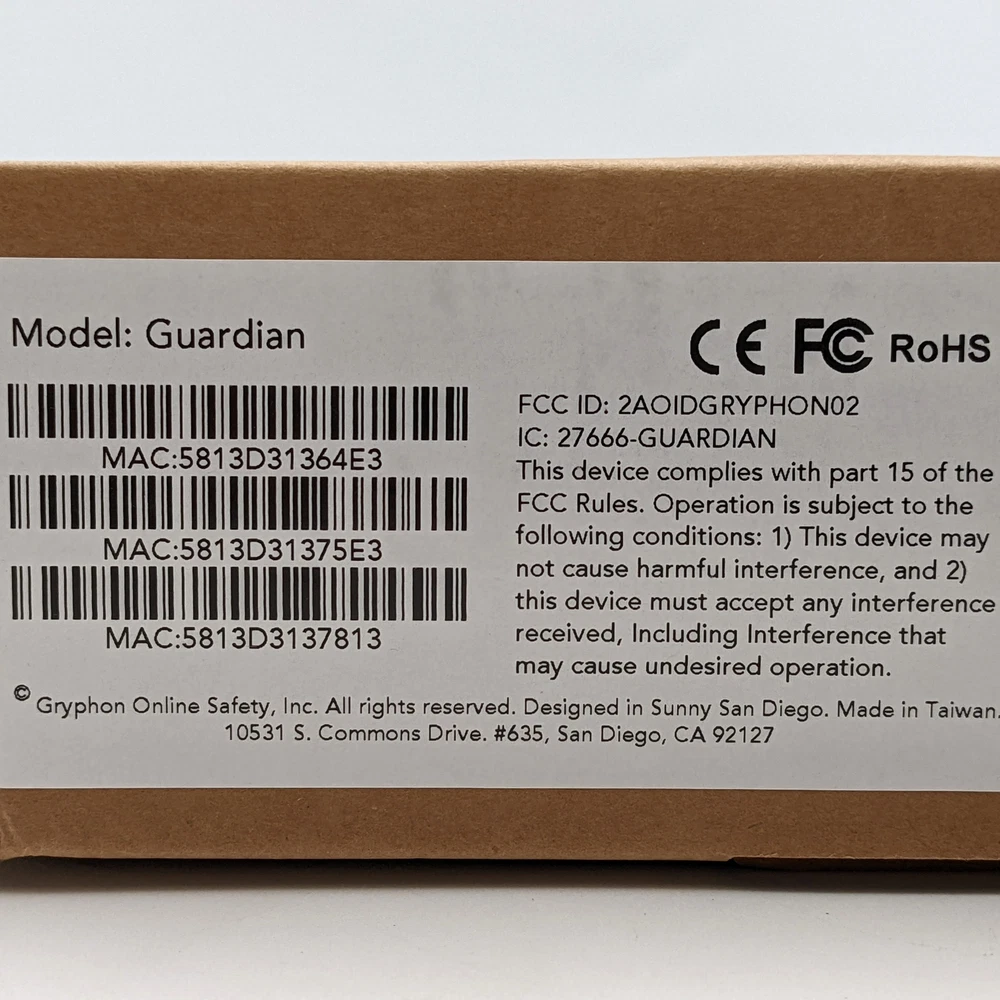 Model: Guardian
CE FC RoHS
MAC:5813D31364E3
MAC:5813D31375E3
MAC:5813D3137813
FCC ID: 2AOIDGRYPHON02
IC: 27666-GUARDIAN
This device complies with part 15 of the
FCC Rules. Operation is subject to the
following conditions: 1) This device may
not cause harmful interference, and 2)
this device must accept any interference
received, Including Interference that
may cause undesired operation.
© Gryphon Online Safety, Inc. All rights reserved. Designed in Sunny San Diego. Made in Taiwan.
10531 S. Commons Drive. #635, San Diego, CA 92127